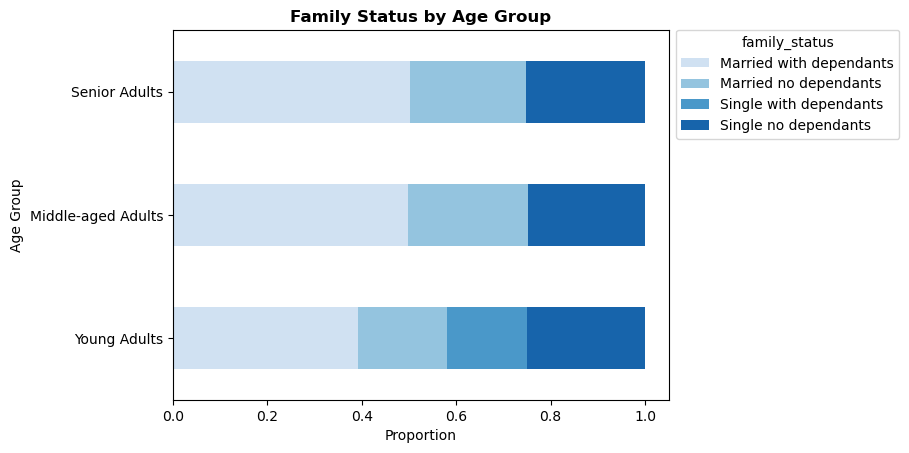 Family Status by Age Group
family_status
Married with dependants
Married no dependants
Single with dependants
Single no dependants
Age Group
Senior Adults
Middle-aged Adults
Young Adults
0.0 0.2 0.4 0.6 0.8 1.0
Proportion